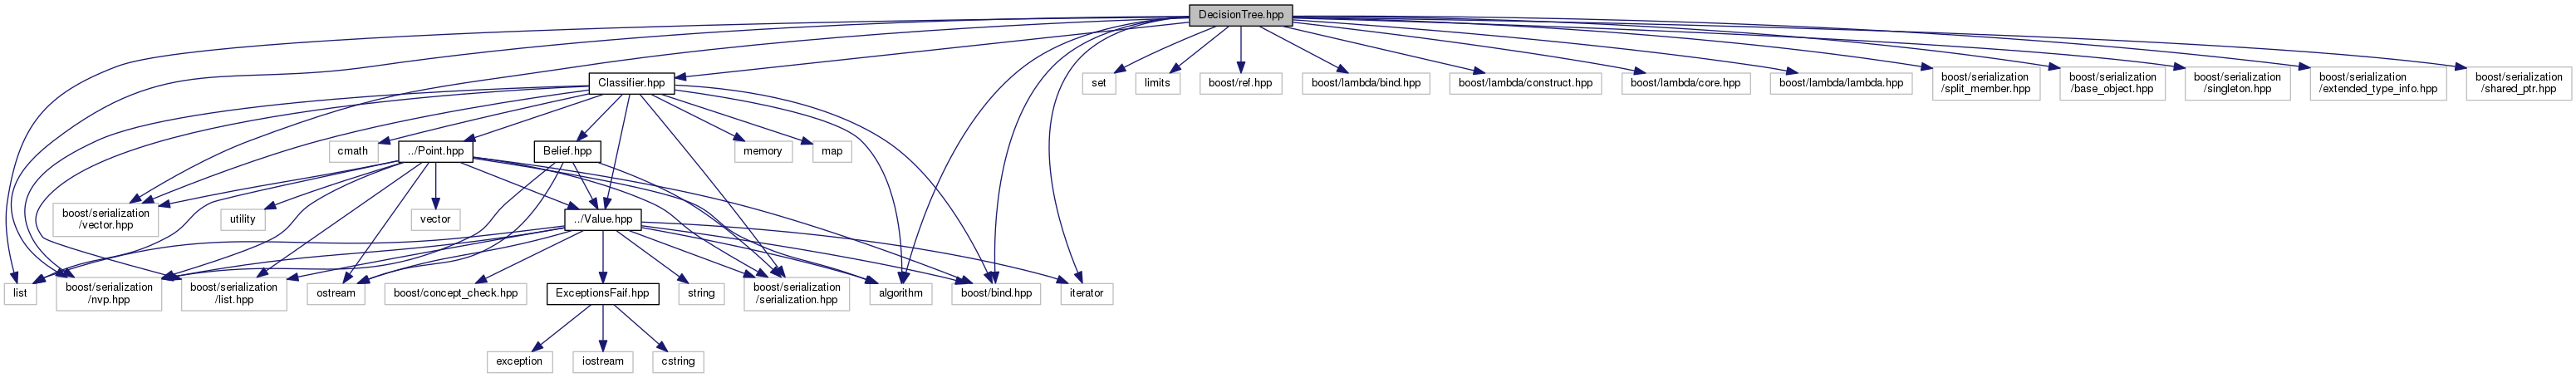 DecisionTree.hpp
Classifier.hpp
set
limits
boost/ref.hpp
boost/lambda/bind.hpp
boost/lambda/construct.hpp
boost/lambda/core.hpp
boost/lambda/lambda.hpp
boost/serialization
/split_member.hpp
boost/serialization
/base_object.hpp
boost/serialization
/singleton.hpp
boost/serialization
/extended_type_info.hpp
boost/serialization
/shared_ptr.hpp
cmath
../Point.hpp
Belief.hpp
memory
map
boost/serialization
/vector.hpp
utility
vector
../Value.hpp
list
boost/serialization
/nvp.hpp
boost/serialization
/list.hpp
ostream
boost/concept_check.hpp
ExceptionsFaif.hpp
string
boost/serialization
/serialization.hpp
algorithm
boost/bind.hpp
iterator
exception
iostream
cstring